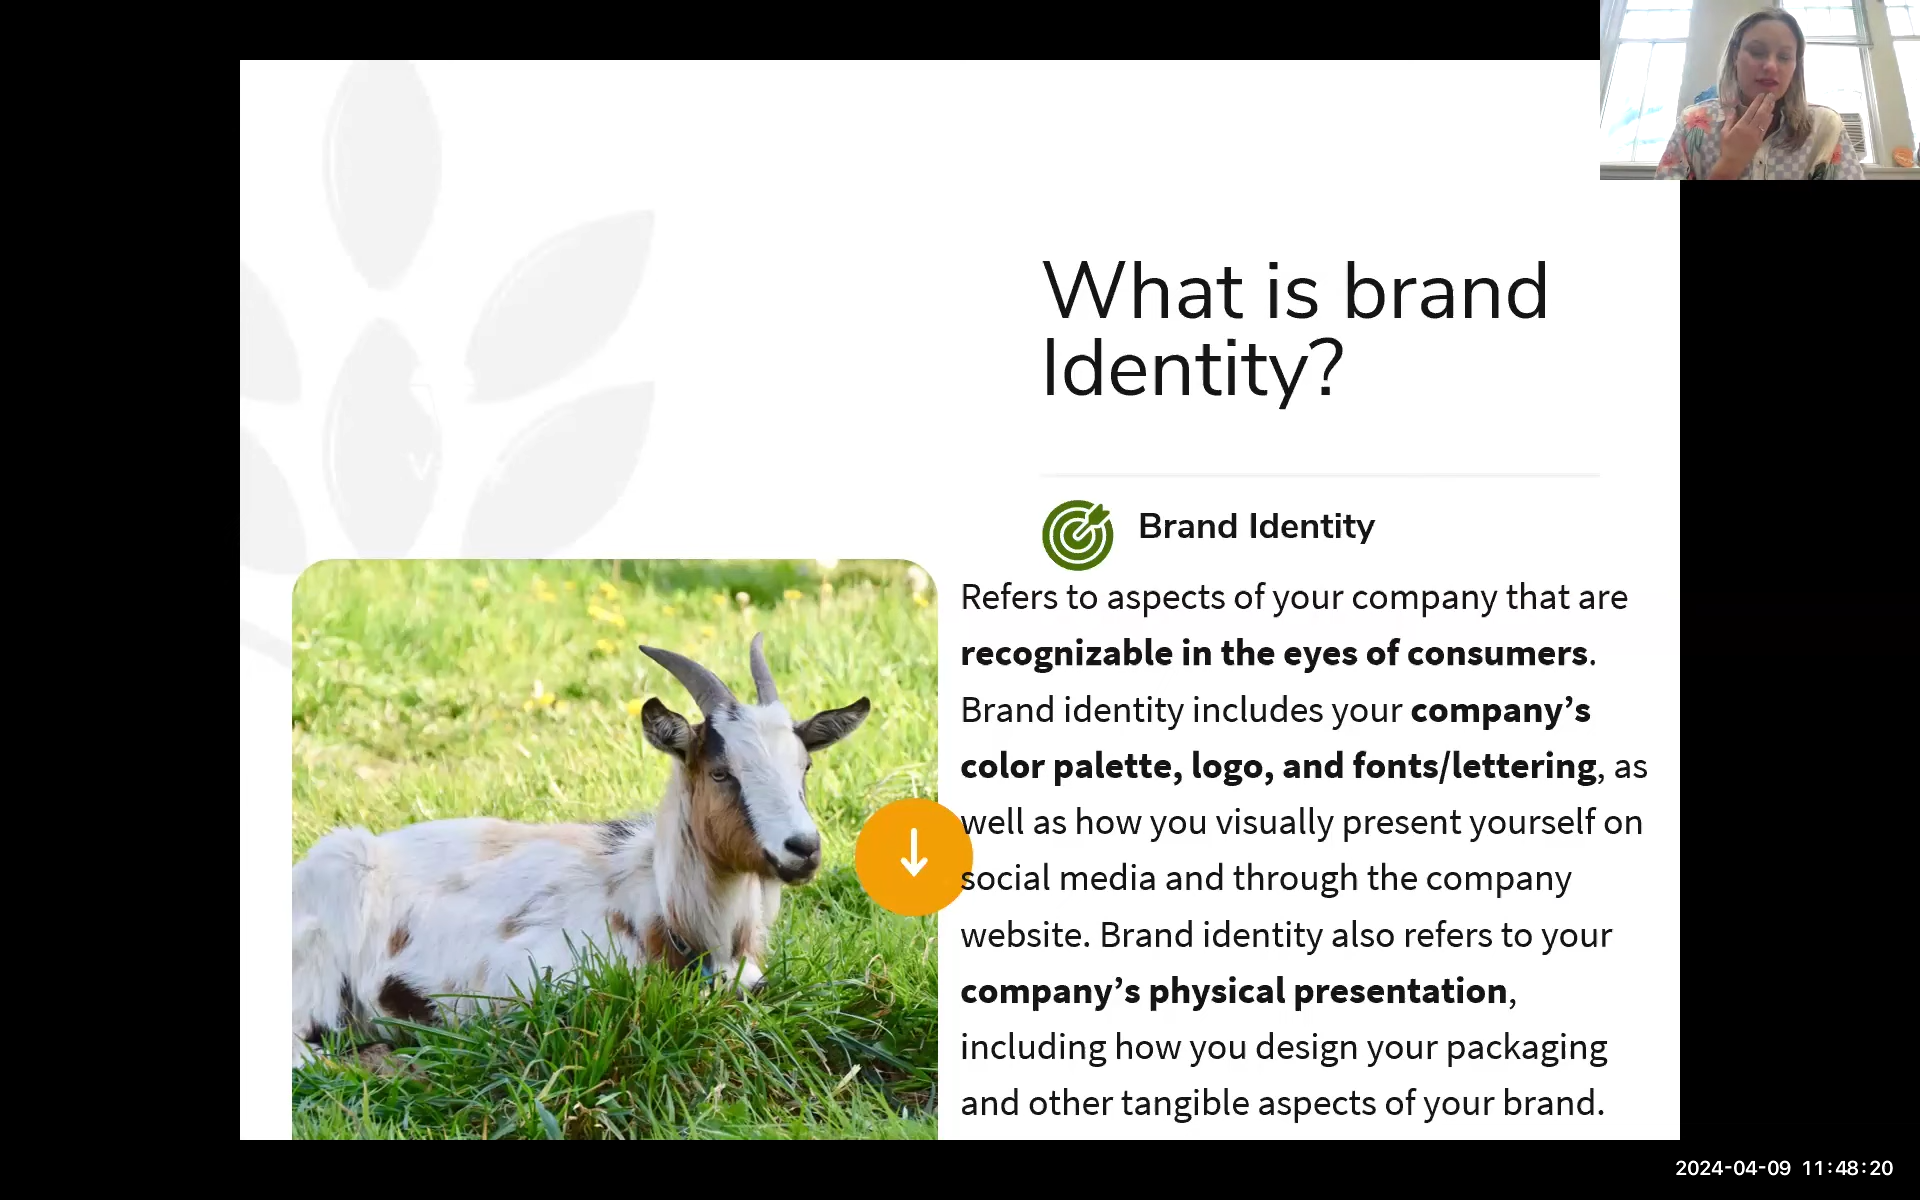 What is brand
Identity?
Brand Identity
Refers to aspects of your company that are
recognizable in the eyes of consumers.
Brand identity includes your company’s
color palette, logo, and fonts/lettering, as
well as how you visually present yourself on
social media and through the company
website. Brand identity also refers to your
company’s physical presentation,
including how you design your packaging
and other tangible aspects of your brand.
2024-04-09 11:48:20